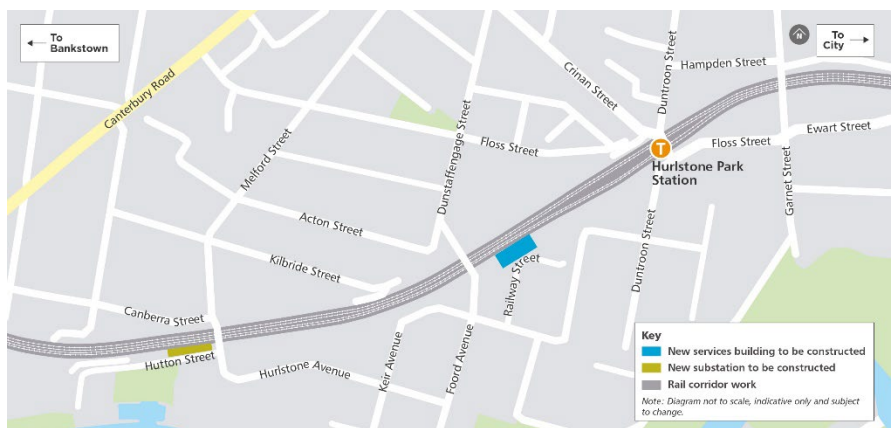 To
Bankstown
N
To
City
Canterbury Road
Melford Street
Dunstaffengage Street
Crinan Street
Duntroon Street
Hampden Street
Floss Street
T
Floss Street
Ewart Street
Hurlstone Park
Station
Garnet Street
Acton Street
Kilbride Street
Railway Street
Duntroon Street
Canberra Street
Hutton Street
Hurlstone Avenue
Keir Avenue
Foord Avenue
Key
New services building to be constructed
New substation to be constructed
Rail corridor work
Note: Diagram not to scale, indicative only and subject
to change.